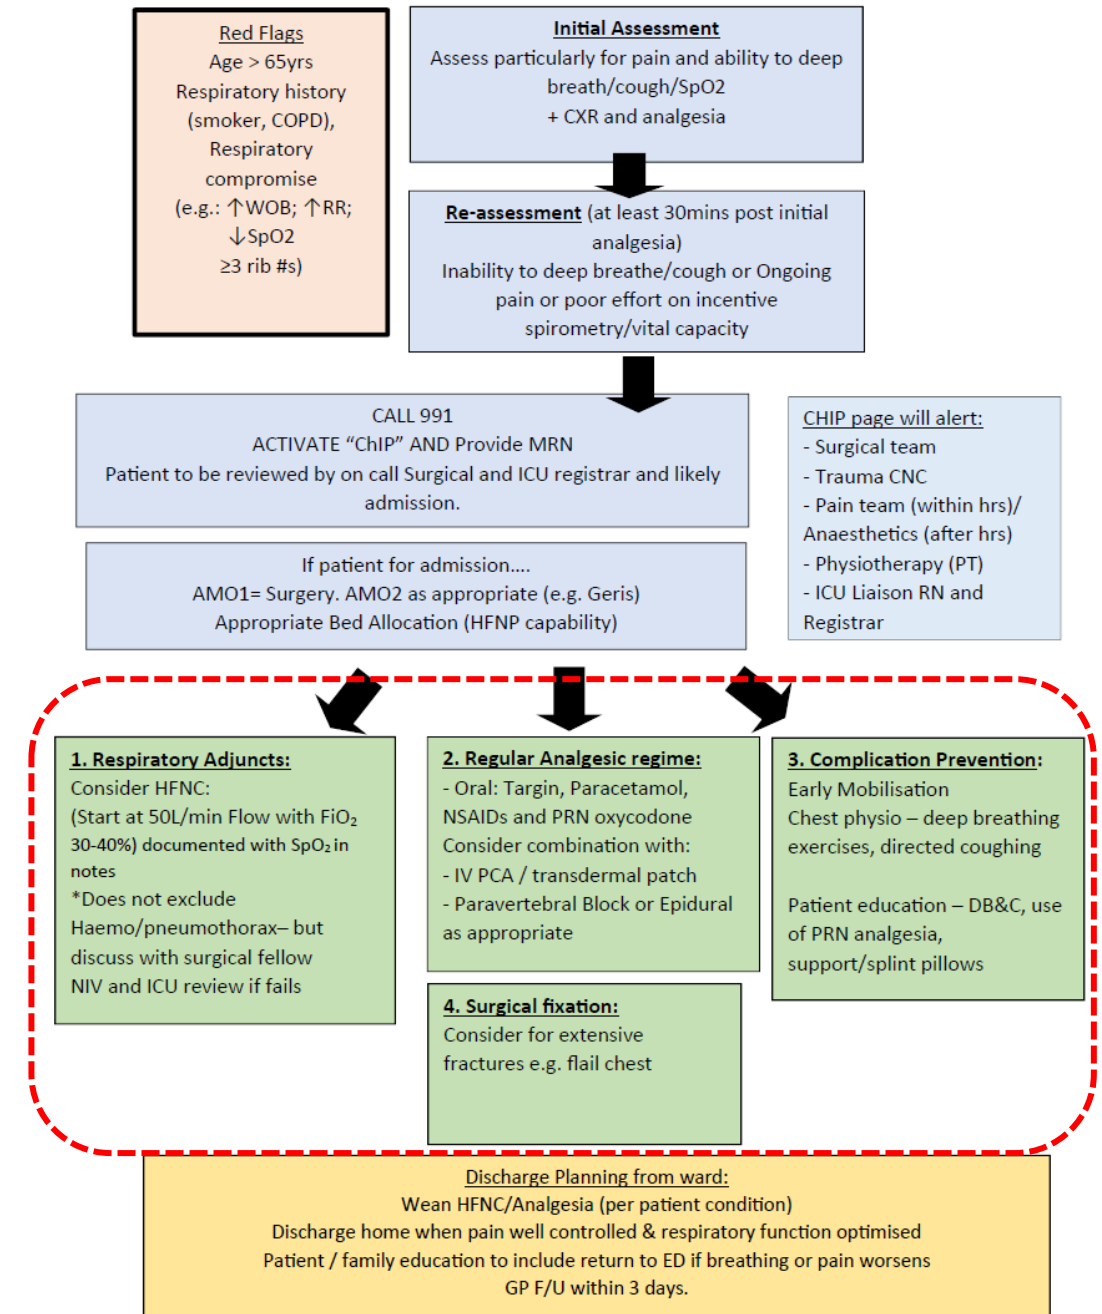 Red Flags
Age > 65yrs
Respiratory history
(smoker, COPD),
Respiratory
compromise
(e.g.: ↑WOB; ↑RR;
↓SpO2
≥3 rib #s)
Initial Assessment
Assess particularly for pain and ability to deep
breath/cough/SpO2
+ CXR and analgesia
Re-assessment (at least 30mins post initial
analgesia)
Inability to deep breathe/cough or Ongoing
pain or poor effort on incentive
spirometry/vital capacity
CALL 991
ACTIVATE “ChIP” AND Provide MRN
Patient to be reviewed by on call Surgical and ICU registrar and likely
admission.
CHIP page will alert:
- Surgical team
- Trauma CNC
- Pain team (within hrs)/
Anaesthetics (after hrs)
- Physiotherapy (PT)
- ICU Liaison RN and
Registrar
If patient for admission....
AMO1= Surgery. AMO2 as appropriate (e.g. Geris)
Appropriate Bed Allocation (HFNP capability)
1. Respiratory Adjuncts:
Consider HFNC:
(Start at 50L/min Flow with FiO₂
30-40%) documented with SpO₂ in
notes
*Does not exclude
Haemo/pneumothorax– but
discuss with surgical fellow
NIV and ICU review if fails
2. Regular Analgesic regime:
- Oral: Targin, Paracetamol,
NSAIDs and PRN oxycodone
Consider combination with:
- IV PCA / transdermal patch
- Paravertebral Block or Epidural
as appropriate
3. Complication Prevention:
Early Mobilisation
Chest physio – deep breathing
exercises, directed coughing
Patient education – DB&C, use
of PRN analgesia,
support/splint pillows
4. Surgical fixation:
Consider for extensive
fractures e.g. flail chest
Discharge Planning from ward:
Wean HFNC/Analgesia (per patient condition)
Discharge home when pain well controlled & respiratory function optimised
Patient / family education to include return to ED if breathing or pain worsens
GP F/U within 3 days.